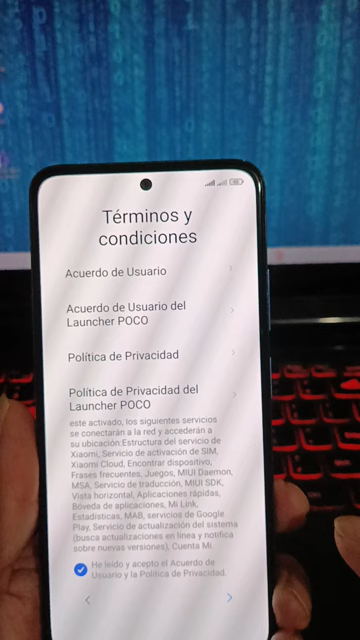 Términos y
condiciones
Acuerdo de Usuario
Acuerdo de Usuario del
Launcher POCO
Política de Privacidad
Política de Privacidad del
Launcher POCO
este activado, los siguientes servicios
se conectarán a la red y accederán a
su ubicación:Estructura del servicio de
Xiaomi, Servicio de activación de SIM,
Xiaomi Cloud, Encontrar dispositivo,
Frases frecuentes, Juegos, MIUI Daemon,
MSA, Servicio de traducción, MIUI SDK,
Vista horizontal, Aplicaciones rápidas,
Bóveda de aplicaciones, Mi Link,
Estadísticas, MAB, servicios de Google
Play, Servicio de actualización del sistema
(busca actualizaciones en línea y notifica
sobre nuevas versiones), Cuenta Mi
He leído y acepto el Acuerdo de
Usuario y la Política de Privacidad.